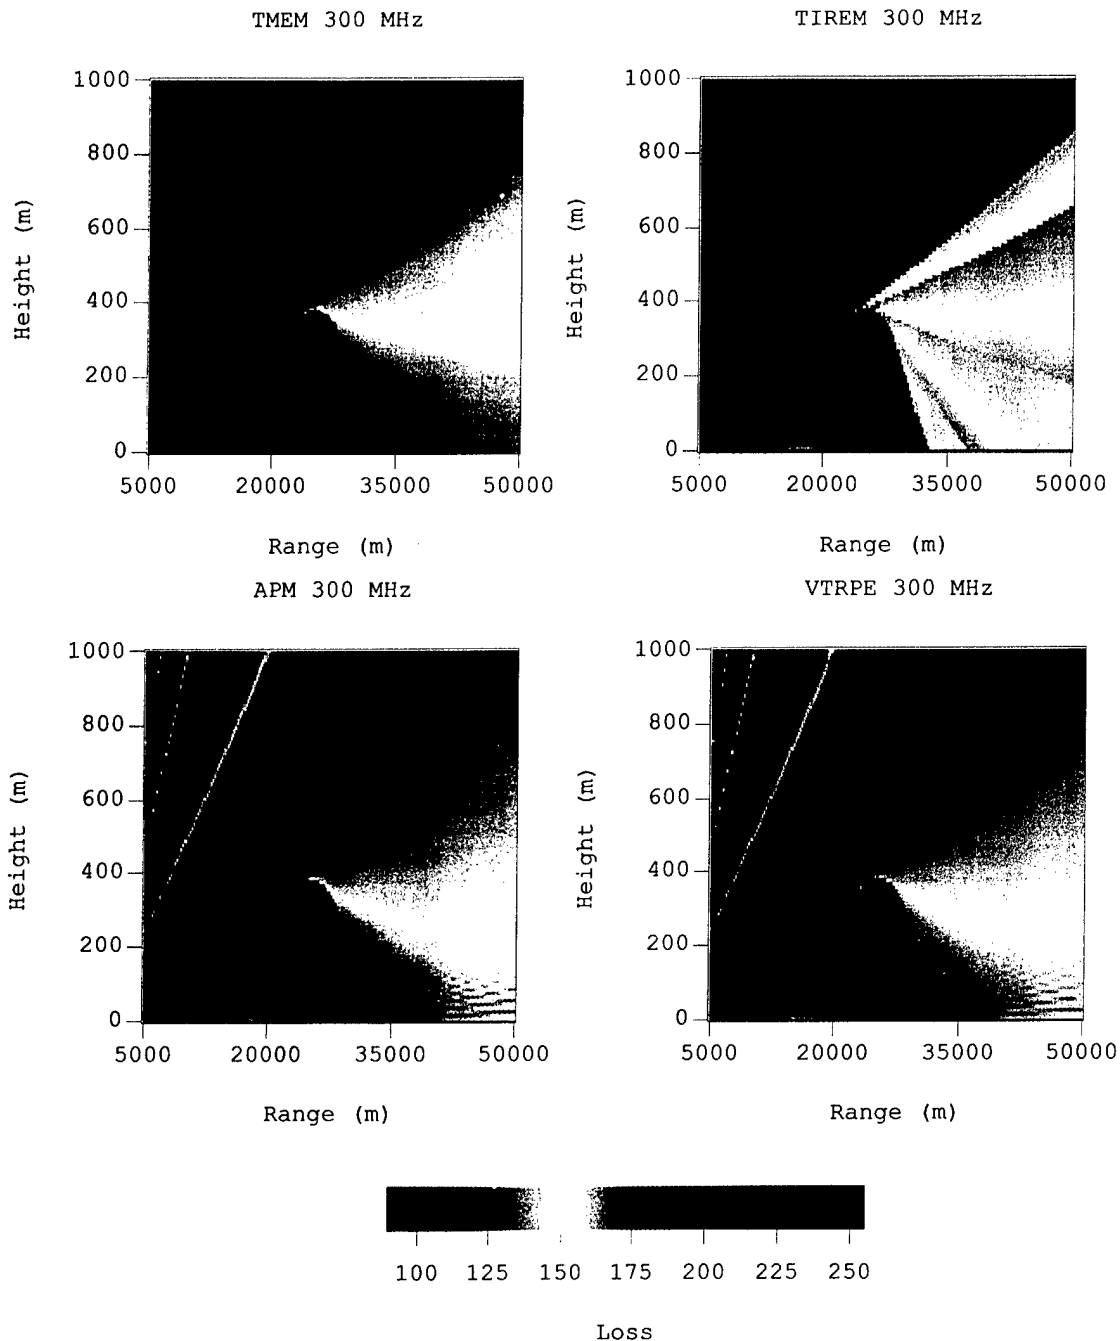 TMEM 300 MHz
TIREM 300 MHz
1000
800
600
400
200
0
Height (m)
5000 20000 35000 50000
Range (m)
1000
800
600
400
200
0
Height (m)
5000 20000 35000 50000
Range (m)
APM 300 MHz
VTRPE 300 MHz
1000
800
600
400
200
0
Height (m)
5000 20000 35000 50000
Range (m)
1000
800
600
400
200
0
Height (m)
5000 20000 35000 50000
Range (m)
100 125 150 175 200 225 250
Loss